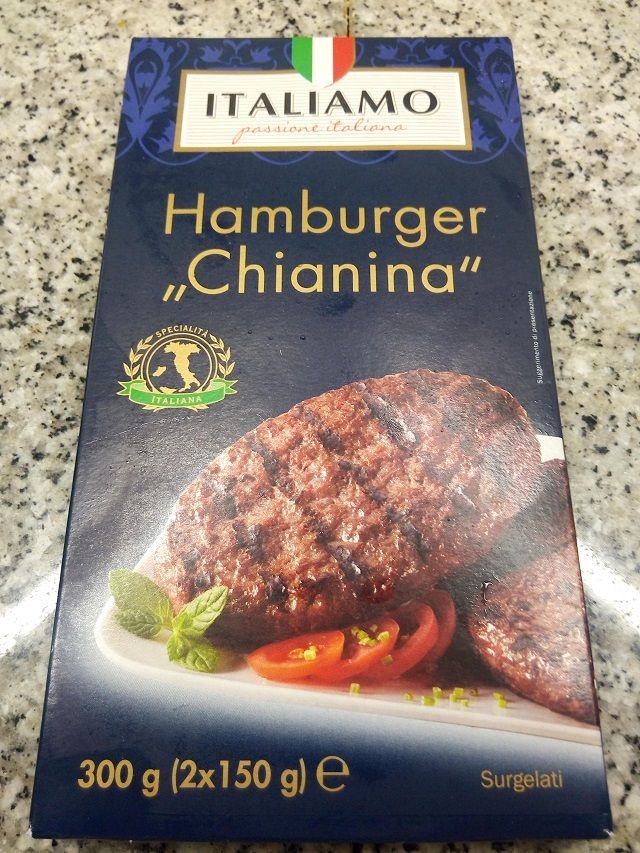 ITALIAMO
passione italiana
Hamburger
„Chianina“
SPECIALITÀ
ITALIANA
Suggerimento di presentazione
300 g (2x150 g) ℮
Surgelati